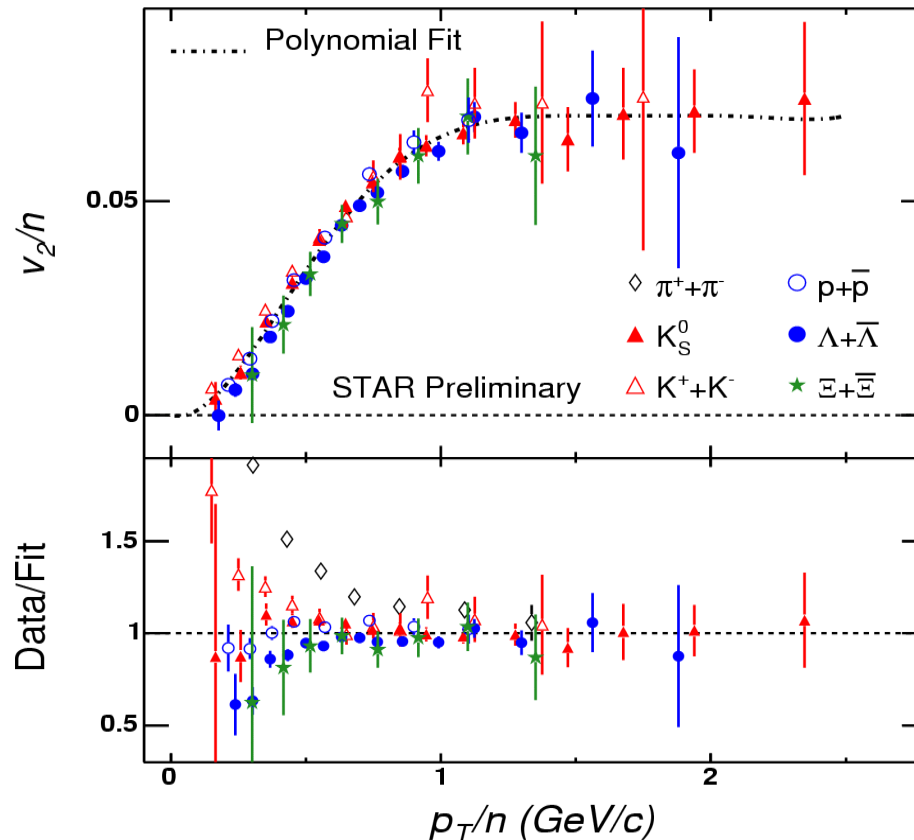 Polynomial Fit
0.05
v₂/n
π⁺+π⁻
p+p̅
K⁰S
Λ+Λ̅
K⁺+K⁻
Ξ+Ξ̅
STAR Preliminary
0
Data/Fit
1.5
1
0.5
0
1
2
p_T/n (GeV/c)